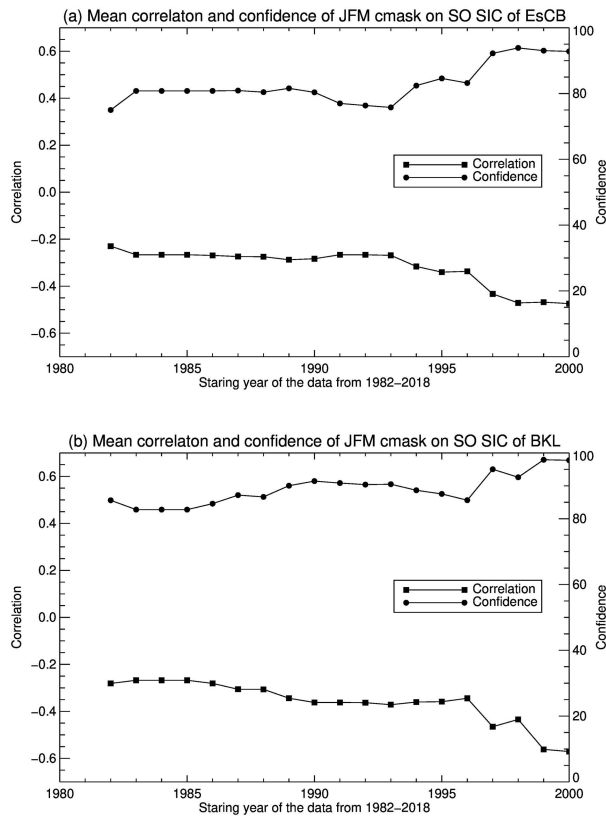 (a) Mean correlaton and confidence of JFM cmask on SO SIC of EsCB
100
0.6
80
0.4
0.2
60
Correlation
0.0
Correlation
Confidence
Confidence
40
−0.2
−0.4
20
−0.6
0
1980 1985 1990 1995 2000
Staring year of the data from 1982−2018
(b) Mean correlaton and confidence of JFM cmask on SO SIC of BKL
100
0.6
80
0.4
0.2
60
Correlation
0.0
Correlation
Confidence
Confidence
40
−0.2
−0.4
20
−0.6
0
1980 1985 1990 1995 2000
Staring year of the data from 1982−2018